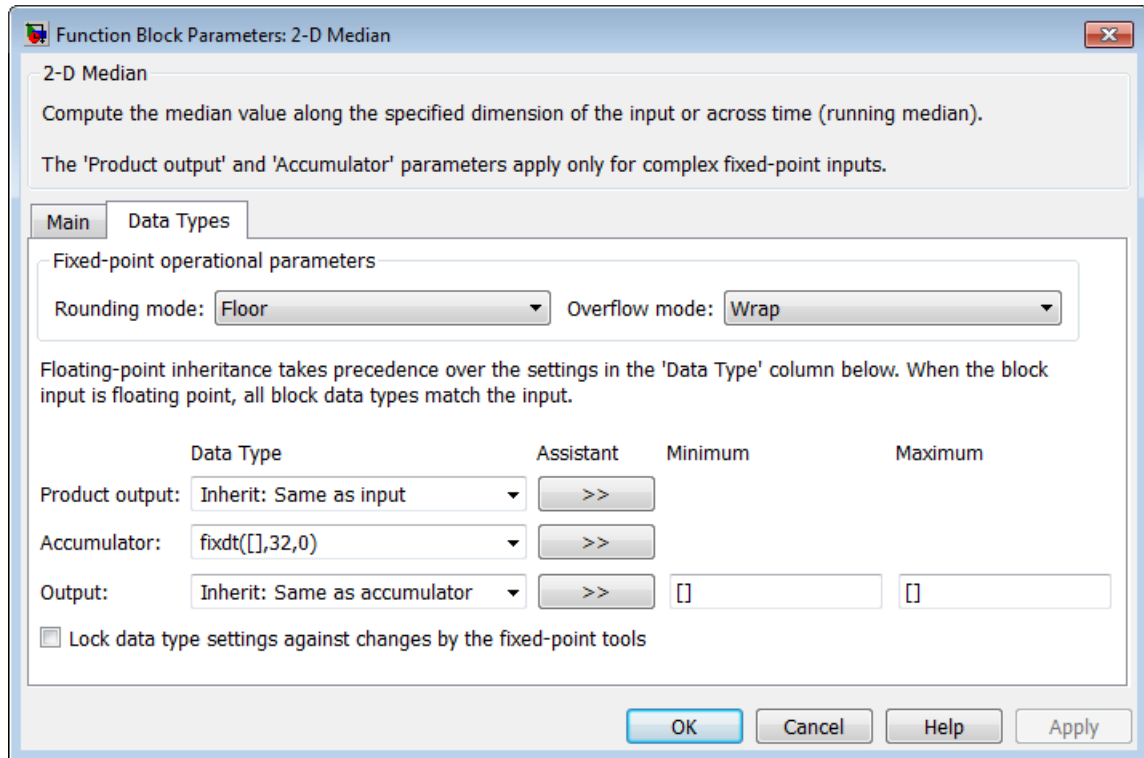 Function Block Parameters: 2-D Median
2-D Median
Compute the median value along the specified dimension of the input or across time (running median).
The 'Product output' and 'Accumulator' parameters apply only for complex fixed-point inputs.
Main Data Types
Fixed-point operational parameters
Rounding mode: Floor Overflow mode: Wrap
Floating-point inheritance takes precedence over the settings in the 'Data Type' column below. When the block
input is floating point, all block data types match the input.
Data Type Assistant Minimum Maximum
Product output: Inherit: Same as input >>
Accumulator: fixdt([],32,0) >>
Output: Inherit: Same as accumulator >> [] []
Lock data type settings against changes by the fixed-point tools
OK Cancel Help Apply